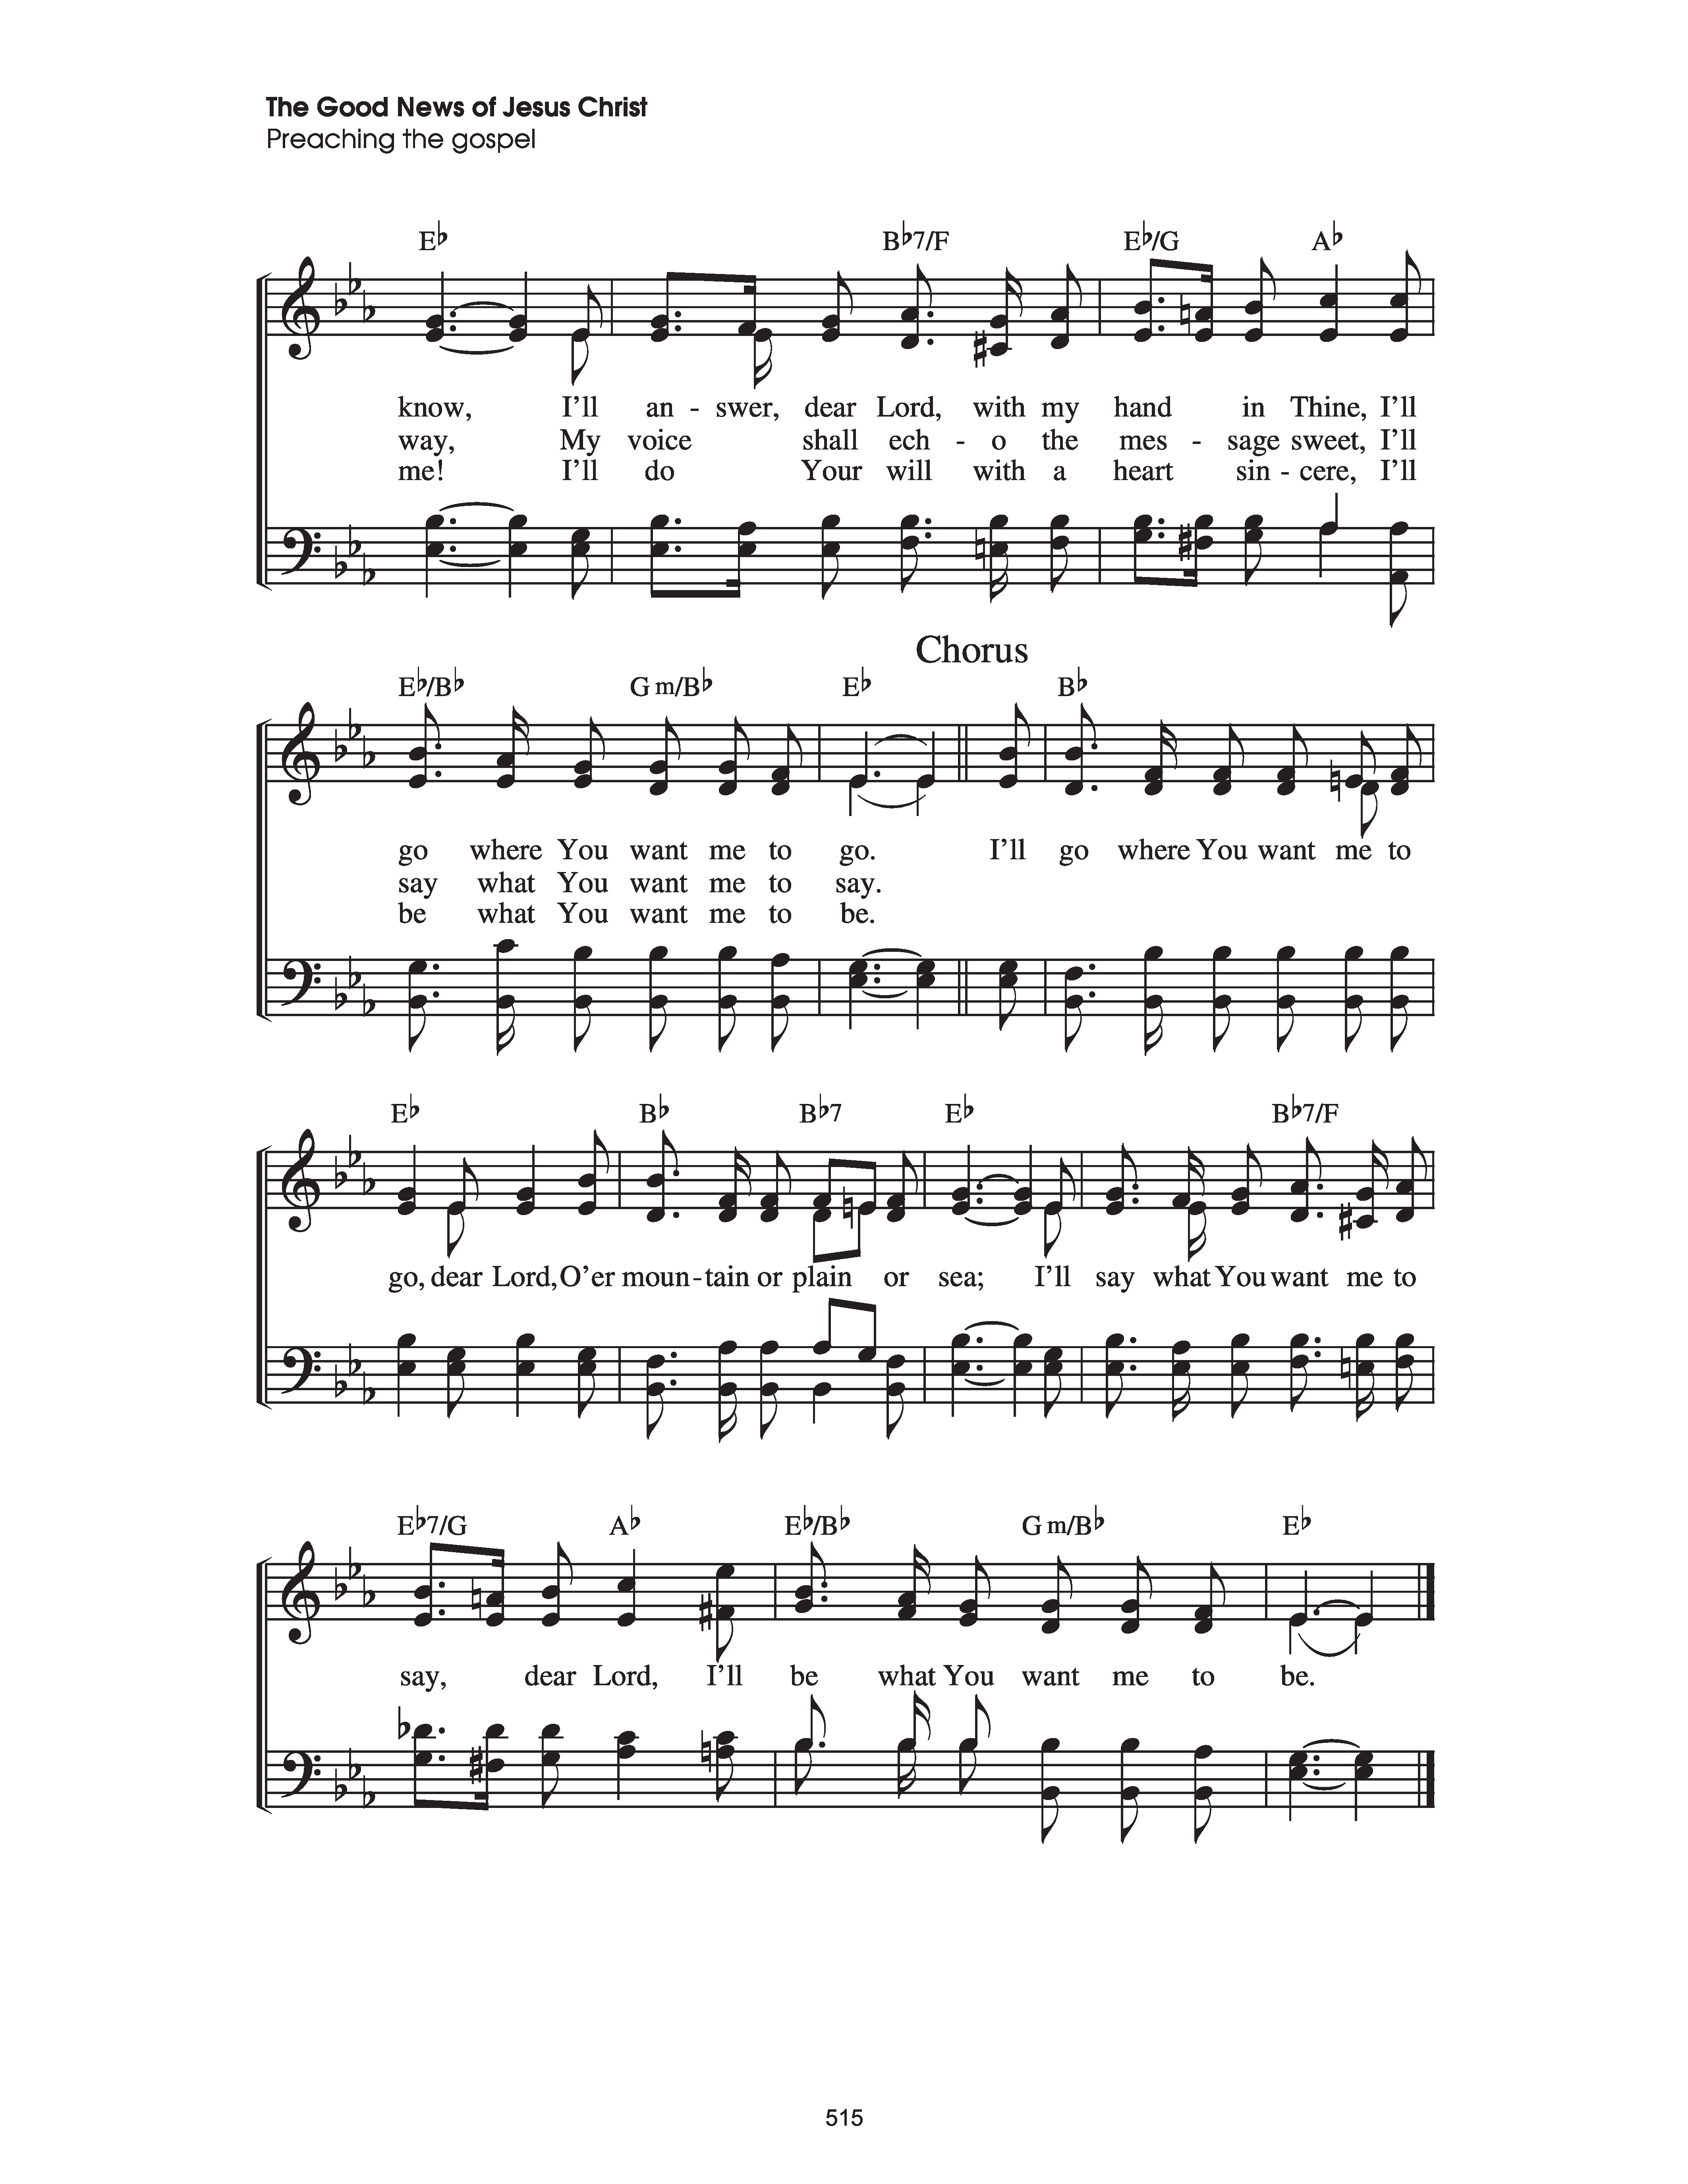 The Good News of Jesus Christ
Preaching the gospel
E♭ B♭7/F E♭/G A♭
know, I'll an - swer, dear Lord, with my hand in Thine, I'll
way, My voice shall ech - o the mes - sage sweet, I'll
me! I'll do Your will with a heart sin - cere, I'll
Chorus
E♭/B♭ G m/B♭ E♭ B♭
go where You want me to go. I'll go where You want me to
say what You want me to say.
be what You want me to be.
E♭ B♭ B♭7 E♭ B♭7/F
go, dear Lord, O'er moun - tain or plain or sea; I'll say what You want me to
E♭7/G A♭ E♭/B♭ G m/B♭ E♭
say, dear Lord, I'll be what You want me to be.
515